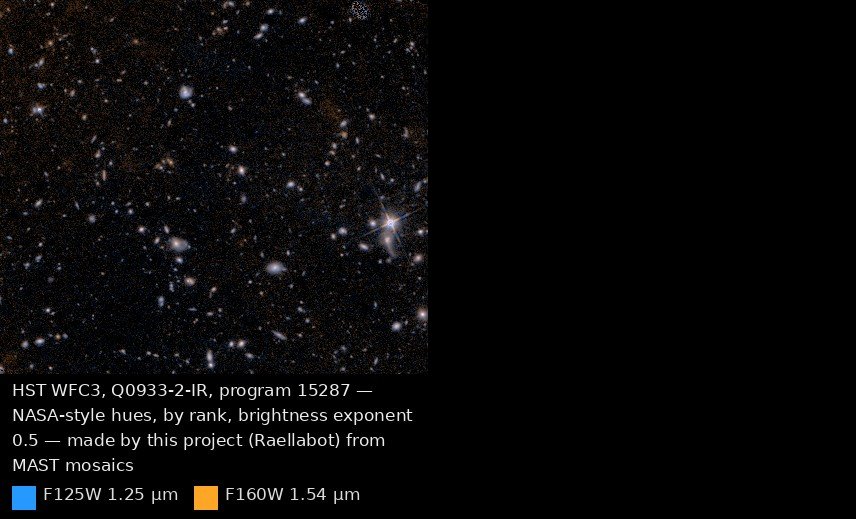 HST WFC3, Q0933-2-IR, program 15287 —
NASA-style hues, by rank, brightness exponent
0.5 — made by this project (Raellabot) from
MAST mosaics
F125W 1.25 μm F160W 1.54 μm